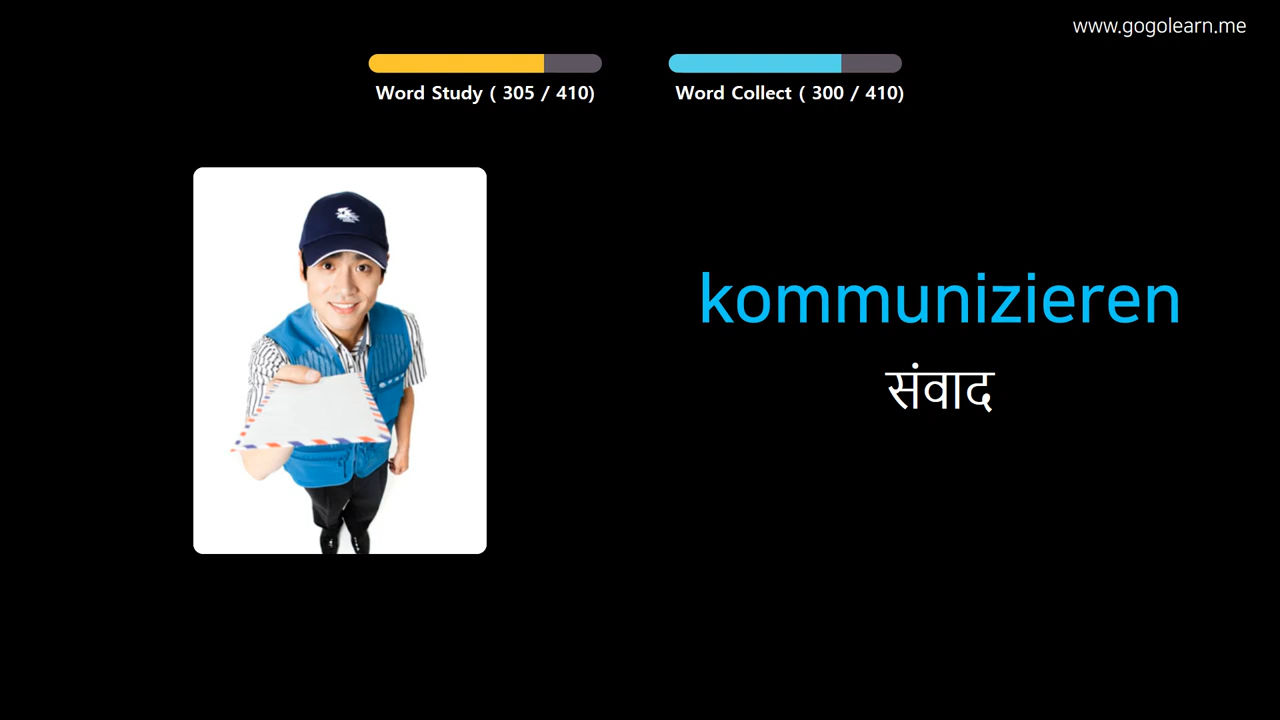 www.gogolearn.me
Word Study ( 305 / 410)
Word Collect ( 300 / 410)
kommunizieren
संवाद